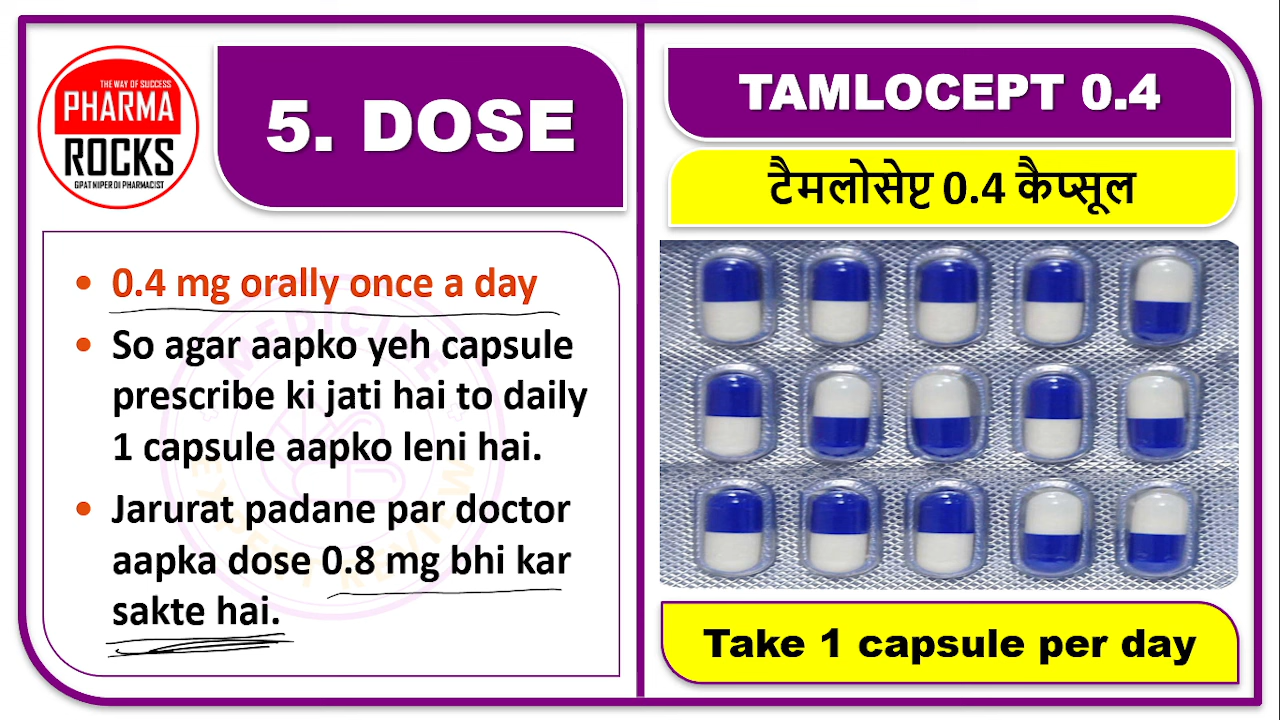 THE WAY OF SUCCESS
PHARMA
ROCKS
GPAT NIPER DI PHARMACIST
5. DOSE
• 0.4 mg orally once a day
• So agar aapko yeh capsule
prescribe ki jati hai to daily
1 capsule aapko leni hai.
• Jarurat padane par doctor
aapka dose 0.8 mg bhi kar
sakte hai.
TAMLOCEPT 0.4
टैमलोसेप्ट 0.4 कैप्सूल
Take 1 capsule per day